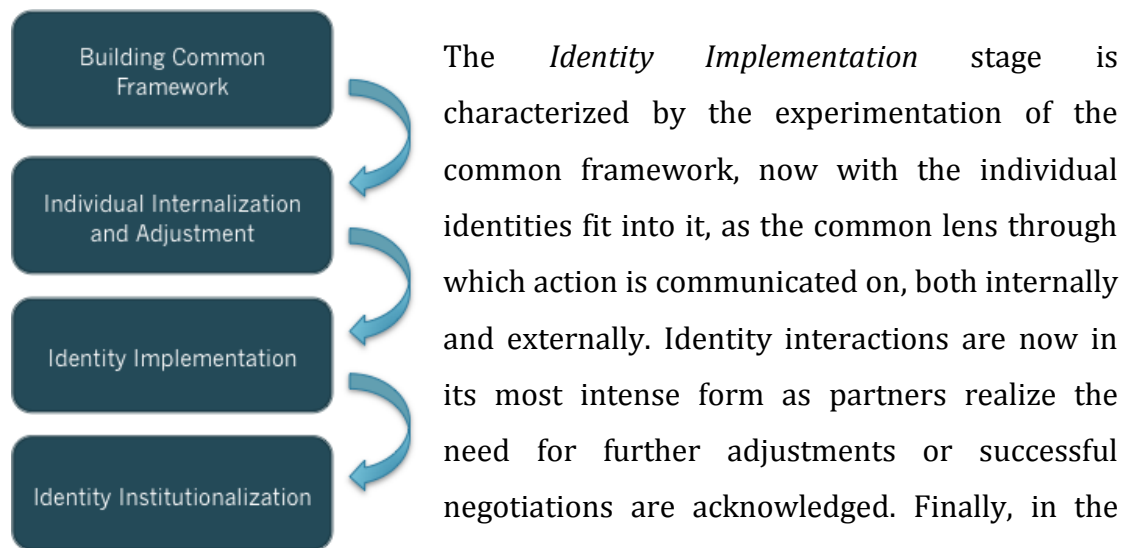 Building Common
Framework
Individual Internalization
and Adjustment
Identity Implementation
Identity Institutionalization
The Identity Implementation stage is
characterized by the experimentation of the
common framework, now with the individual
identities fit into it, as the common lens through
which action is communicated on, both internally
and externally. Identity interactions are now in
its most intense form as partners realize the
need for further adjustments or successful
negotiations are acknowledged. Finally, in the